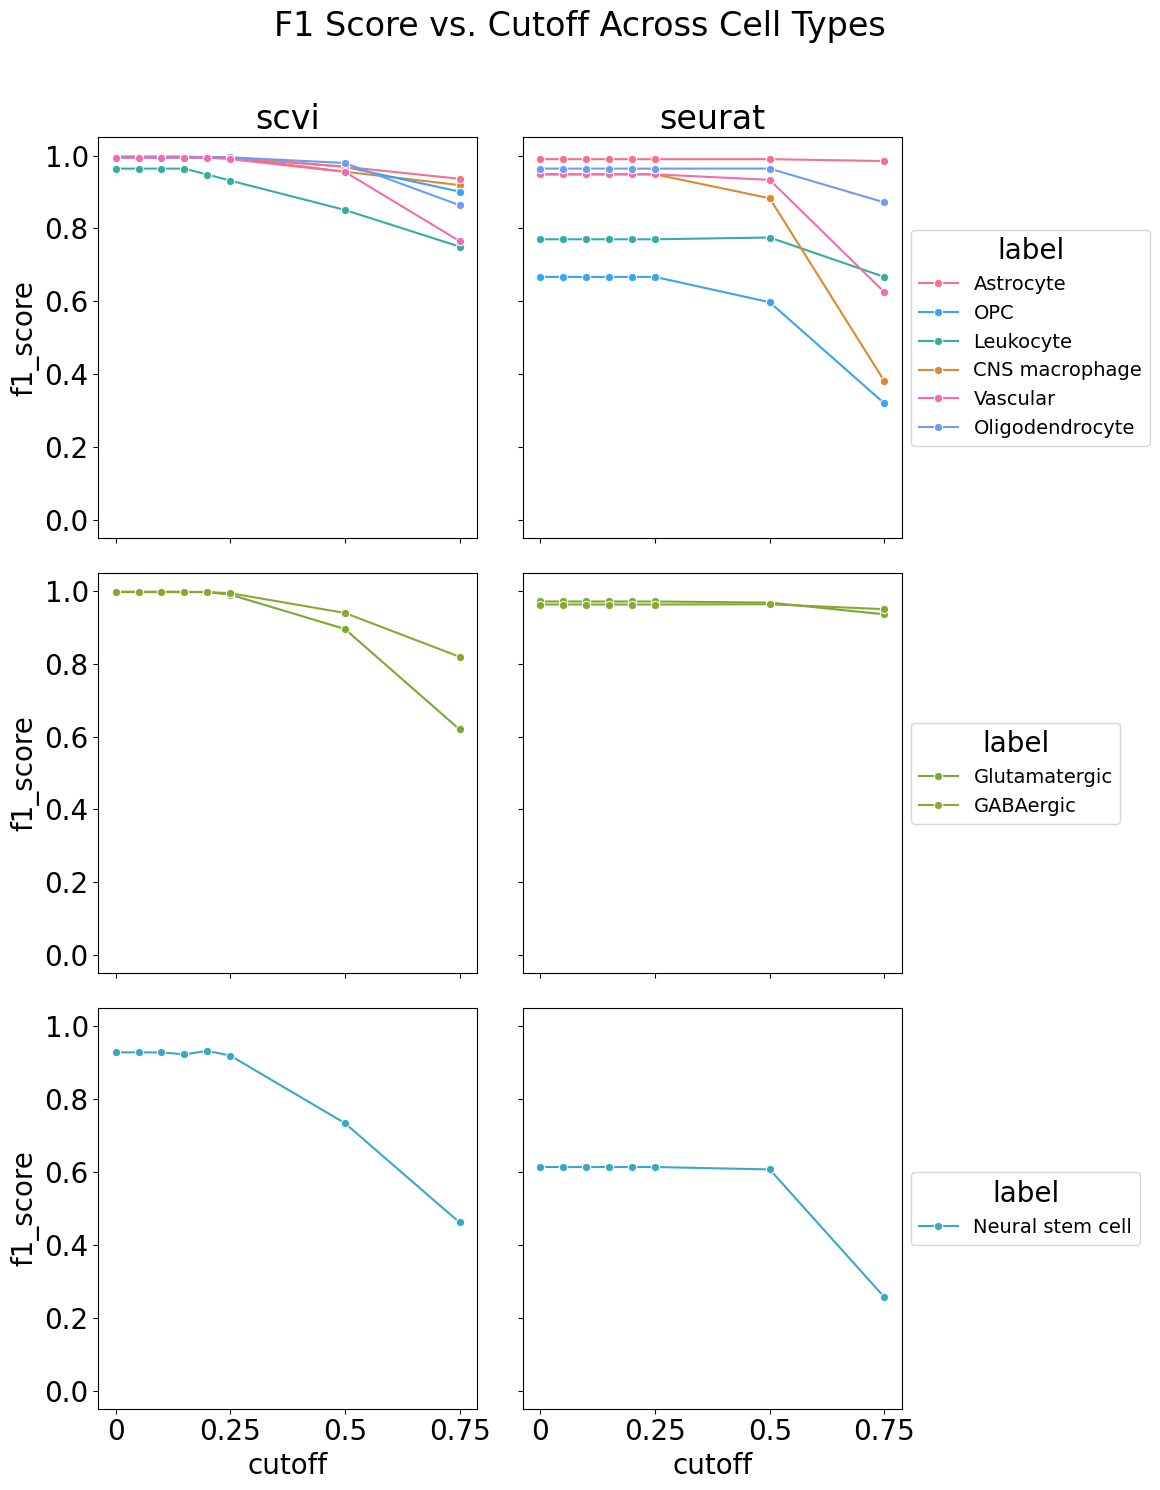 F1 Score vs. Cutoff Across Cell Types
scvi
seurat
1.0
0.8
0.6
0.4
0.2
0.0
f1_score
label
Astrocyte
OPC
Leukocyte
CNS macrophage
Vascular
Oligodendrocyte
1.0
0.8
0.6
0.4
0.2
0.0
f1_score
label
Glutamatergic
GABAergic
1.0
0.8
0.6
0.4
0.2
0.0
f1_score
label
Neural stem cell
0 0.25 0.5 0.75
0 0.25 0.5 0.75
cutoff
cutoff